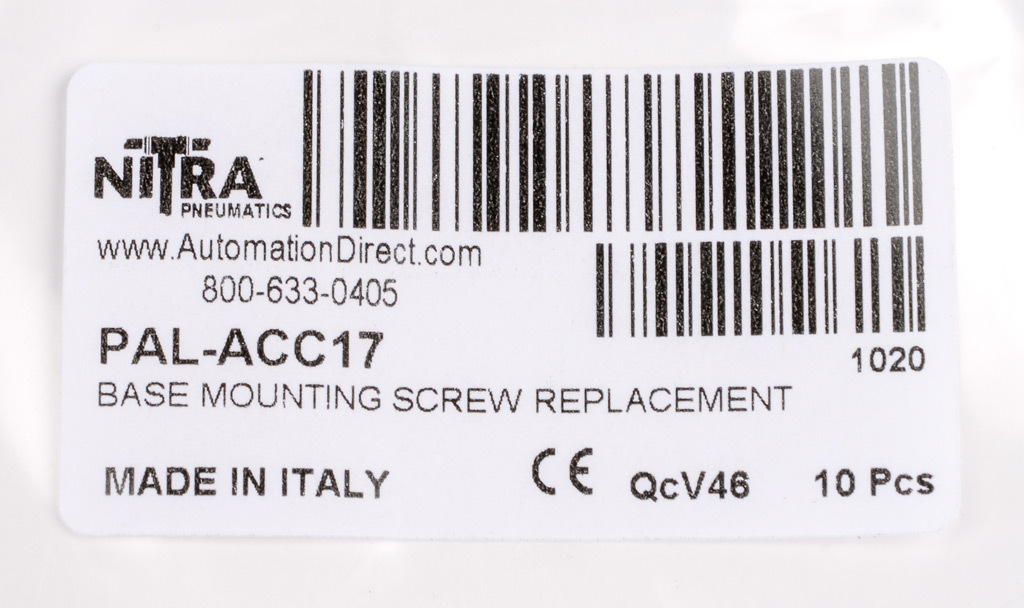 NITRA
PNEUMATICS
www.AutomationDirect.com
800-633-0405
PAL-ACC17
1020
BASE MOUNTING SCREW REPLACEMENT
MADE IN ITALY CE QcV46 10 Pcs